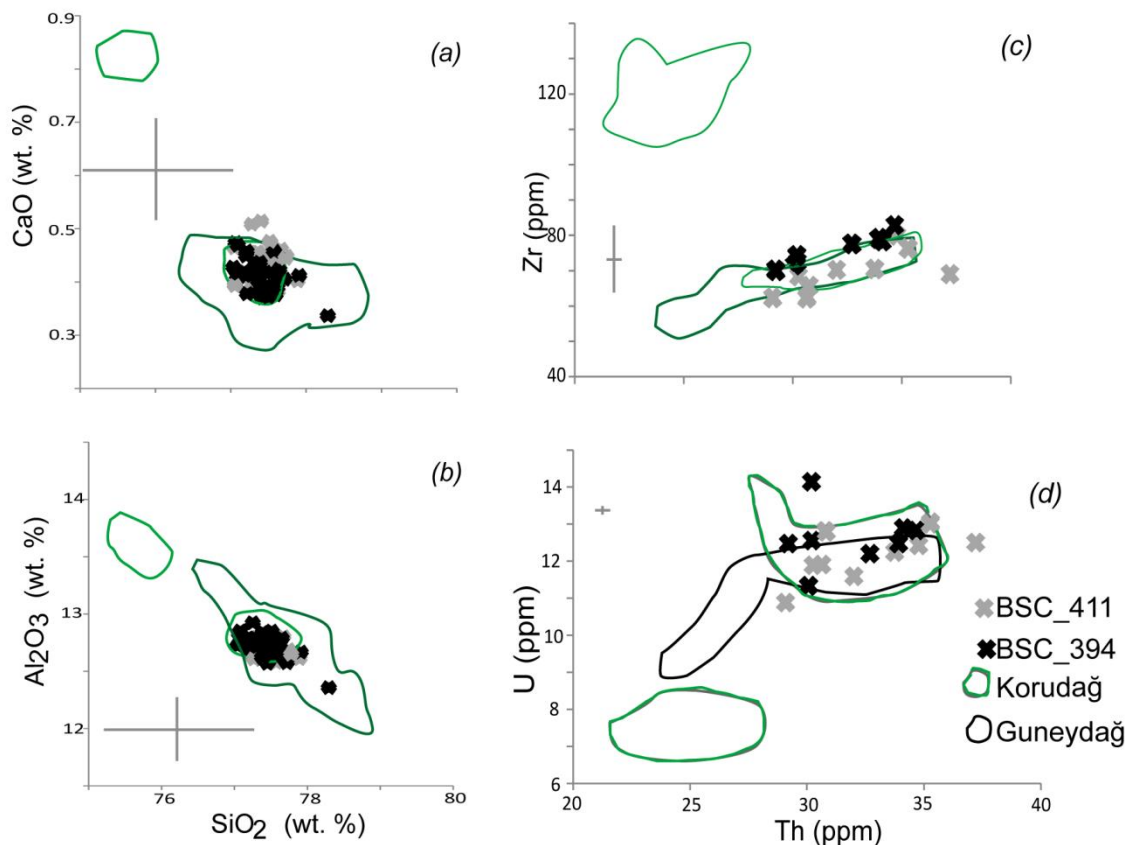 0.9
0.7
0.5
0.3
CaO (wt. %)
(a)
120
80
40
Zr (ppm)
(c)
14
13
12
Al2O3 (wt. %)
(b)
76
78
80
SiO2 (wt. %)
14
12
10
8
6
U (ppm)
(d)
BSC_411
BSC_394
Korudağ
Guneydağ
20
25
30
35
40
Th (ppm)